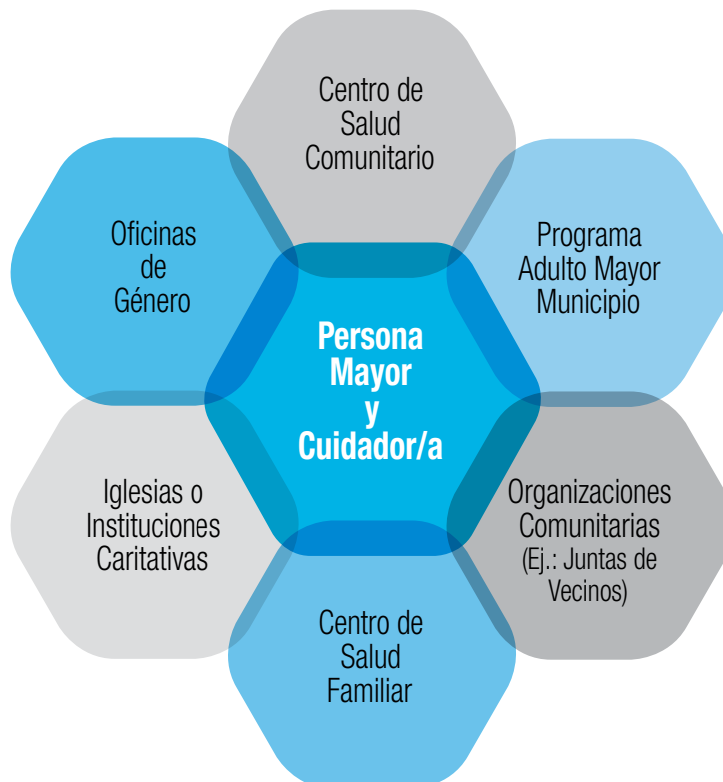 Centro de
Salud
Comunitario
Oficinas
de
Género
Programa
Adulto Mayor
Municipio
Persona
Mayor
y
Cuidador/a
Iglesias o
Instituciones
Caritativas
Organizaciones
Comunitarias
(Ej.: Juntas de
Vecinos)
Centro de
Salud
Familiar